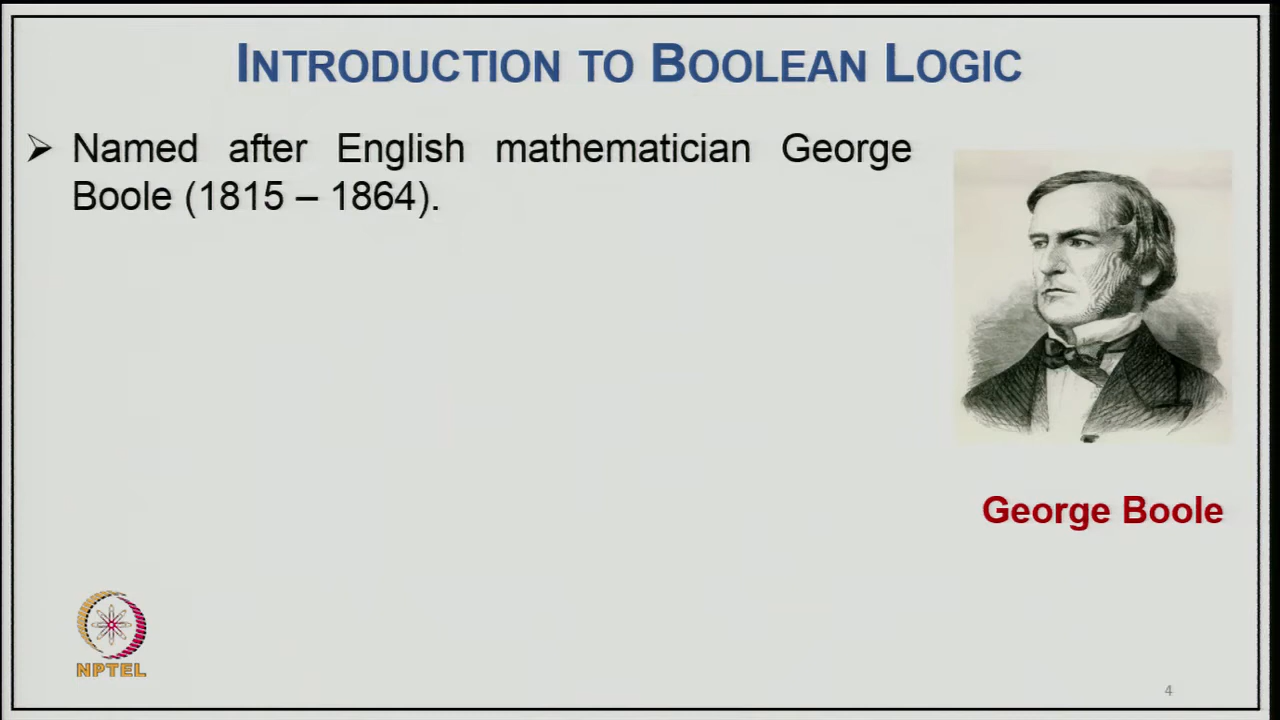 INTRODUCTION TO BOOLEAN LOGIC
➢ Named after English mathematician George
Boole (1815 – 1864).
George Boole
NPTEL
4